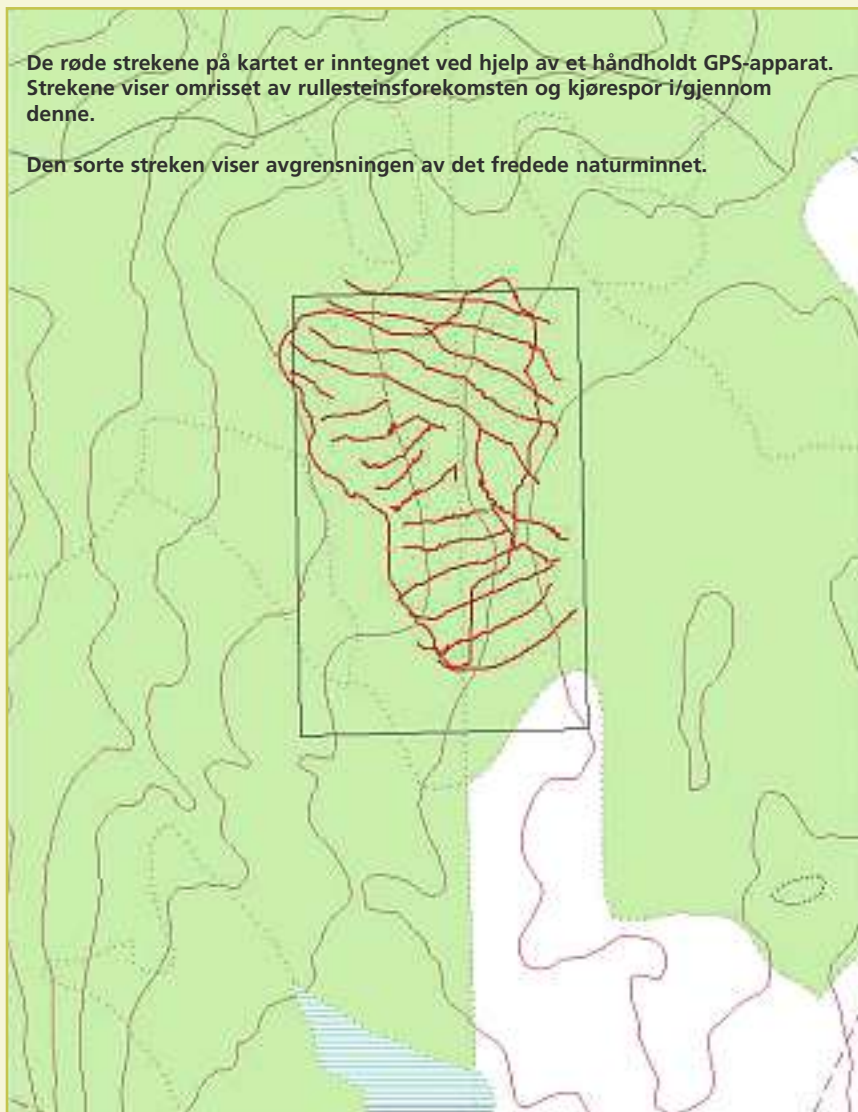 De røde strekene på kartet er inntegnet ved hjelp av et håndholdt GPS-apparat.
Strekene viser omrisset av rullesteinsforekomsten og kjørespor i/gjennom
denne.
Den sorte streken viser avgrensningen av det fredede naturminnet.